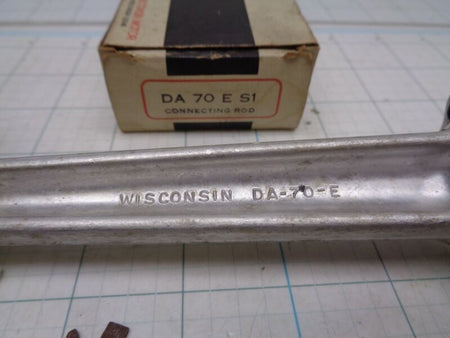 DA 70 E S1
CONNECTING ROD
WISCONSIN DA-70-E